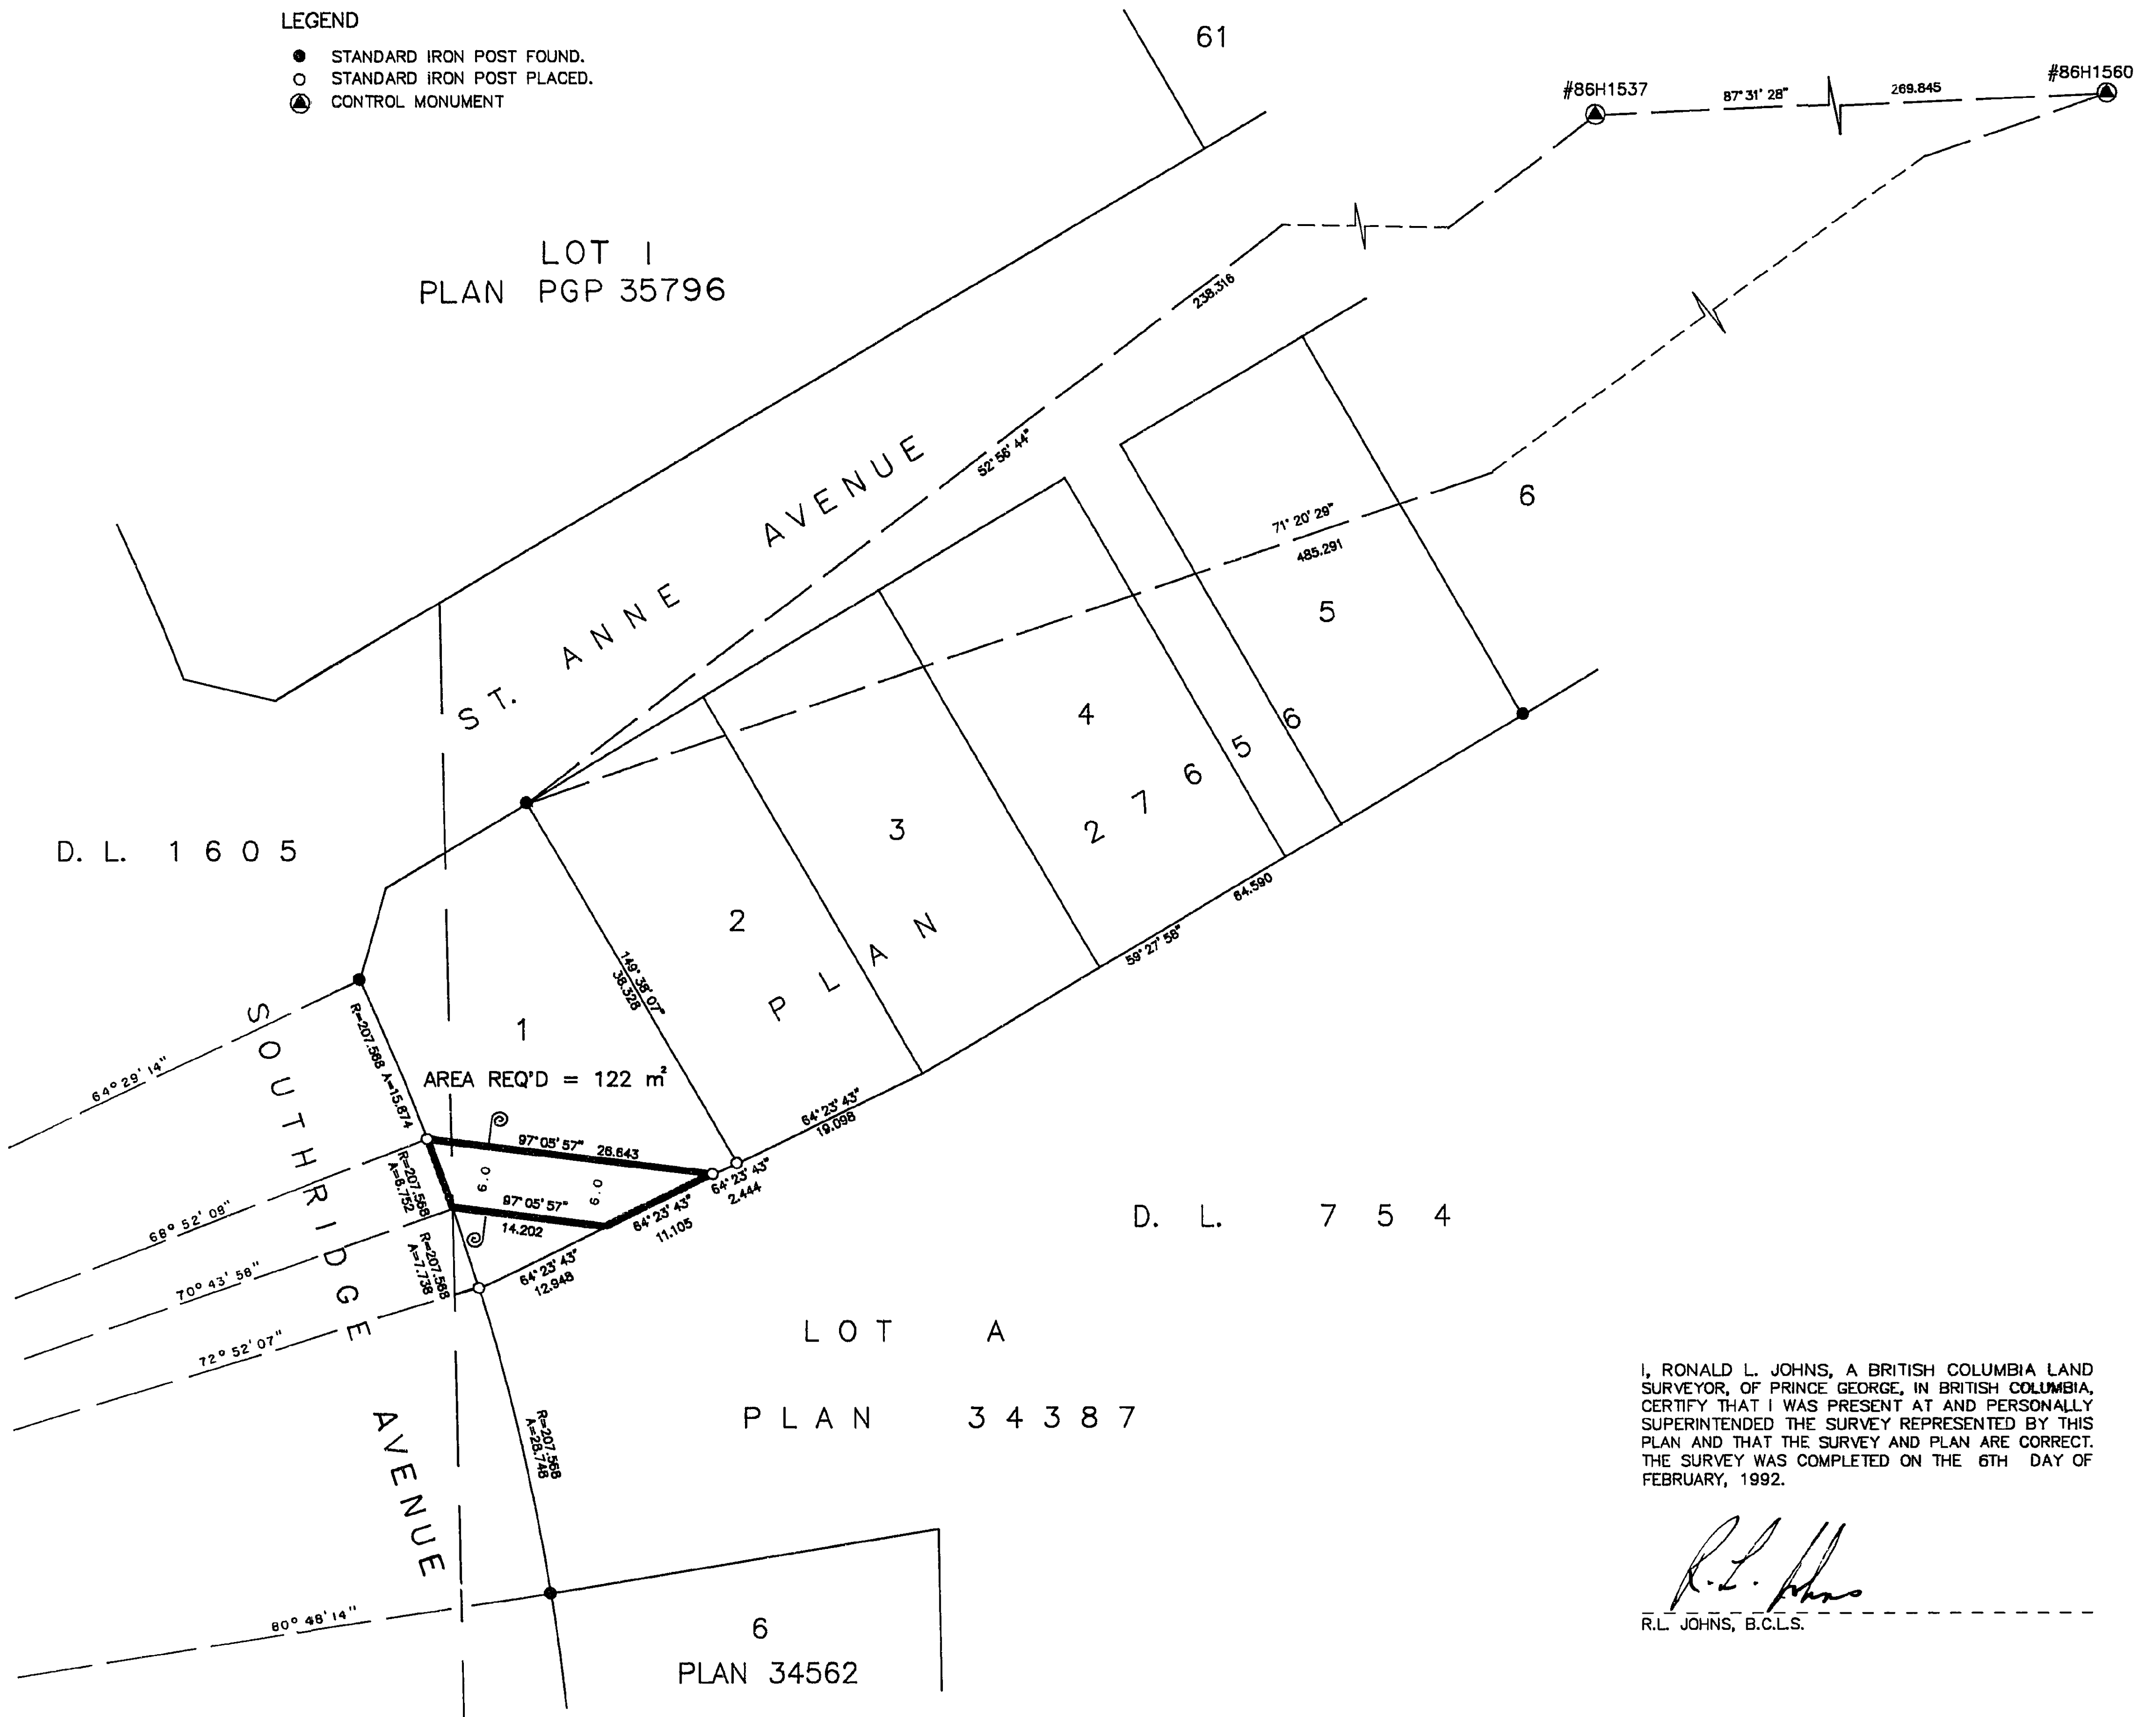 LEGEND
STANDARD IRON POST FOUND.
STANDARD IRON POST PLACED.
CONTROL MONUMENT
61
#86H1537
87° 31' 28"
269.845
#86H1560
LOT 1
PLAN PGP 35796
238.316
52° 56' 44"
ST. ANNE AVENUE
71° 20' 29"
485.291
6
5
4
3
2
1
PLAN 27656
D. L. 1605
149° 38' 07"
38.328
64.590
59° 27' 58"
64° 29' 14"
R=207.568 A=15.874
AREA REQ'D = 122 m²
64° 23' 43"
19.098
97° 05' 57" 26.643
R=207.568
A=6.752
6.0
6.0
64° 23' 43"
2.444
97° 05' 57"
14.202
64° 23' 43"
11.105
68° 52' 09"
R=207.568
A=7.738
64° 23' 43"
12.948
70° 43' 58"
72° 52' 07"
SOUTHRIDGE AVENUE
D. L. 754
LOT A
PLAN 34387
R=207.568
A=28.748
80° 48' 14"
6
PLAN 34562
I, RONALD L. JOHNS, A BRITISH COLUMBIA LAND
SURVEYOR, OF PRINCE GEORGE, IN BRITISH COLUMBIA,
CERTIFY THAT I WAS PRESENT AT AND PERSONALLY
SUPERINTENDED THE SURVEY REPRESENTED BY THIS
PLAN AND THAT THE SURVEY AND PLAN ARE CORRECT.
THE SURVEY WAS COMPLETED ON THE 6TH DAY OF
FEBRUARY, 1992.
R.L. Johns
R.L. JOHNS, B.C.L.S.